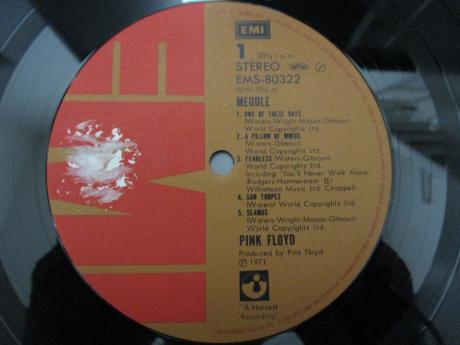 EMI
1
33⅓ r.p.m.
STEREO
EMS-80322
MEDDLE
1. ONE OF THESE DAYS
(Waters-Wright-Mason-Gilmour)
World Copyrights Ltd.
2. A PILLOW OF WINDS
(Waters-Gilmour)
World Copyrights Ltd.
3. FEARLESS (Waters-Gilmour)
World Copyrights Ltd.
Including "You'll Never Walk Alone"
(Rodgers-Hammerstein II)
Williamson Music Ltd. Chappell
4. SAN TROPEZ
(Waters) World Copyrights Ltd.
5. SEAMUS
(Waters-Wright-Mason-Gilmour)
World Copyrights Ltd.
PINK FLOYD
Produced by Pink Floyd
Ⓟ 1971
"A Harvest
Recording"